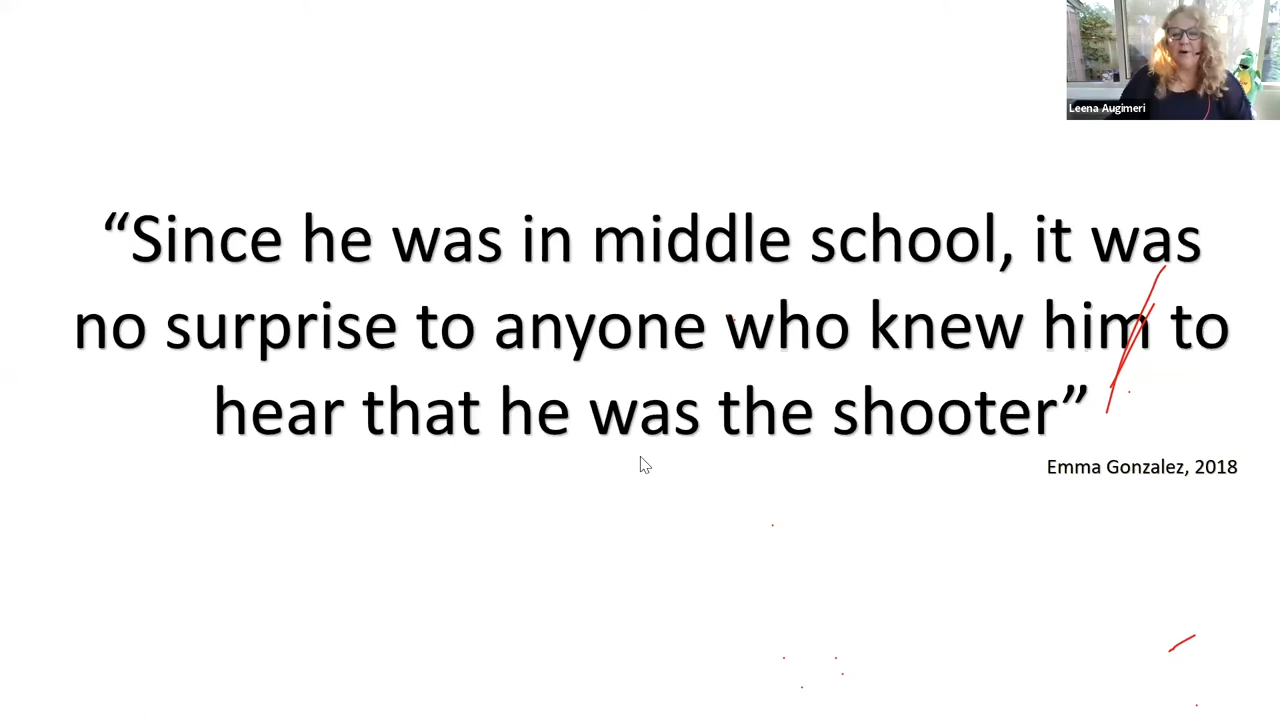 Leena Augimeri
“Since he was in middle school, it was
no surprise to anyone who knew him to
hear that he was the shooter”
Emma Gonzalez, 2018